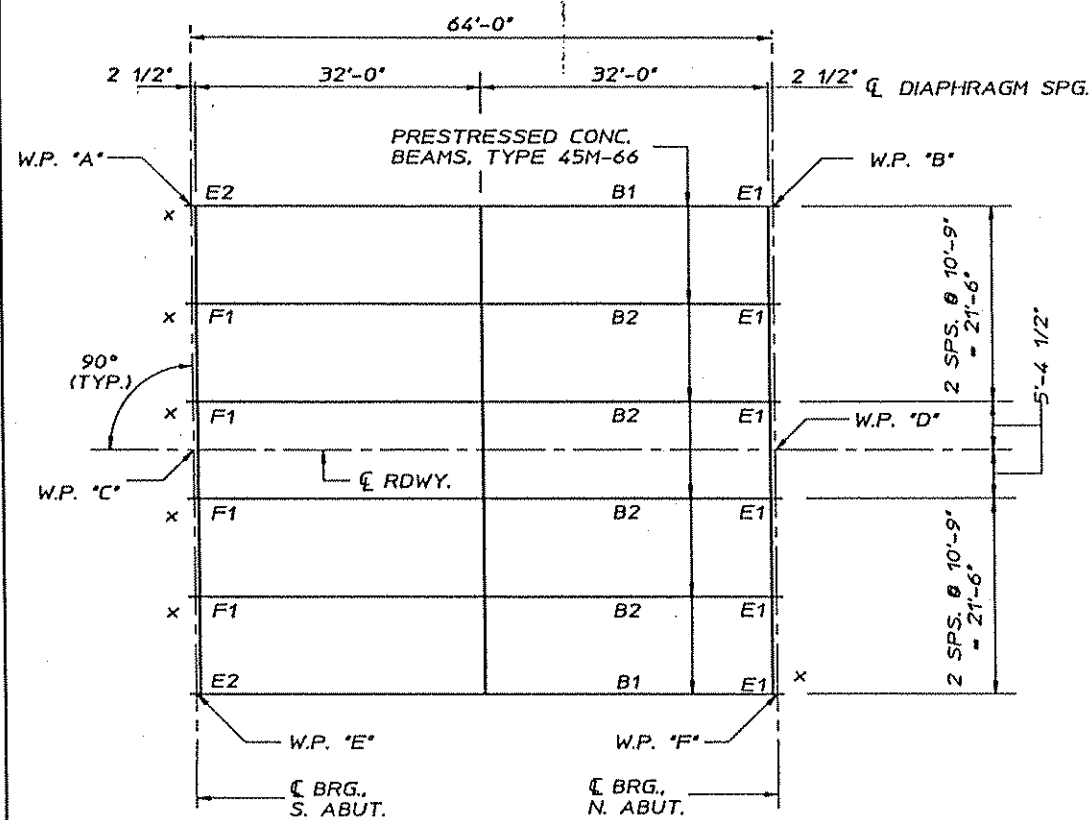 64'-0"
2 1/2" 32'-0" 32'-0" 2 1/2" ℄ DIAPHRAGM SPG.
PRESTRESSED CONC.
BEAMS, TYPE 45M-66
W.P. "A" W.P. "B"
E2 B1 E1
x
x F1 B2 E1
90°
(TYP.)
x F1 B2 E1
W.P. "D"
W.P. "C" ℄ RDWY.
x F1 B2 E1
x F1 B2 E1
E2 B1 E1 x
2 SPS. @ 10'-9"
= 21'-6"
5'-4 1/2"
2 SPS. @ 10'-9"
= 21'-6"
W.P. "E" W.P. "F"
℄ BRG.,
S. ABUT.
℄ BRG.,
N. ABUT.